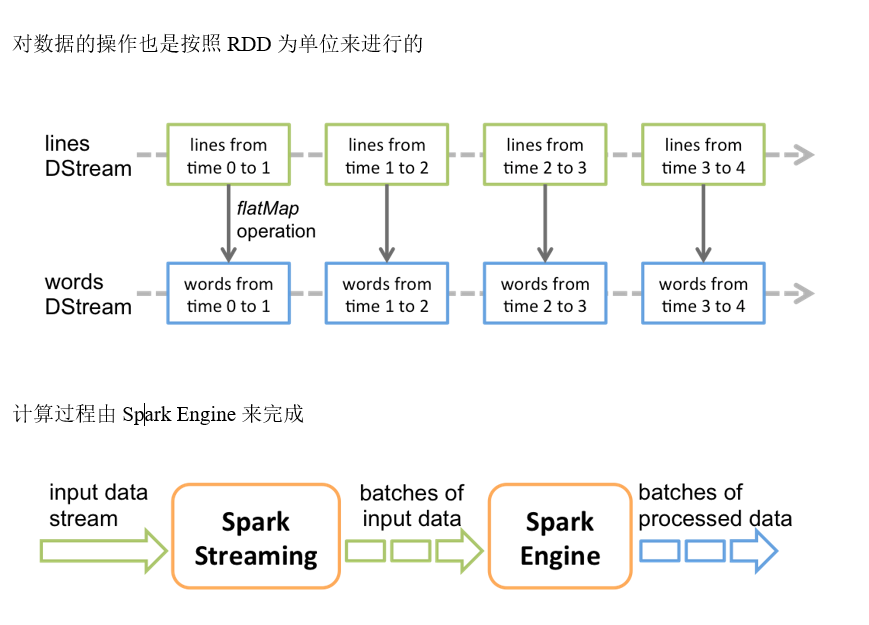 对数据的操作也是按照 RDD 为单位来进行的
lines
DStream
lines from
time 0 to 1
lines from
time 1 to 2
lines from
time 2 to 3
lines from
time 3 to 4
flatMap
operation
words
DStream
words from
time 0 to 1
words from
time 1 to 2
words from
time 2 to 3
words from
time 3 to 4
计算过程由 Spark Engine 来完成
input data
stream
Spark
Streaming
batches of
input data
Spark
Engine
batches of
processed data